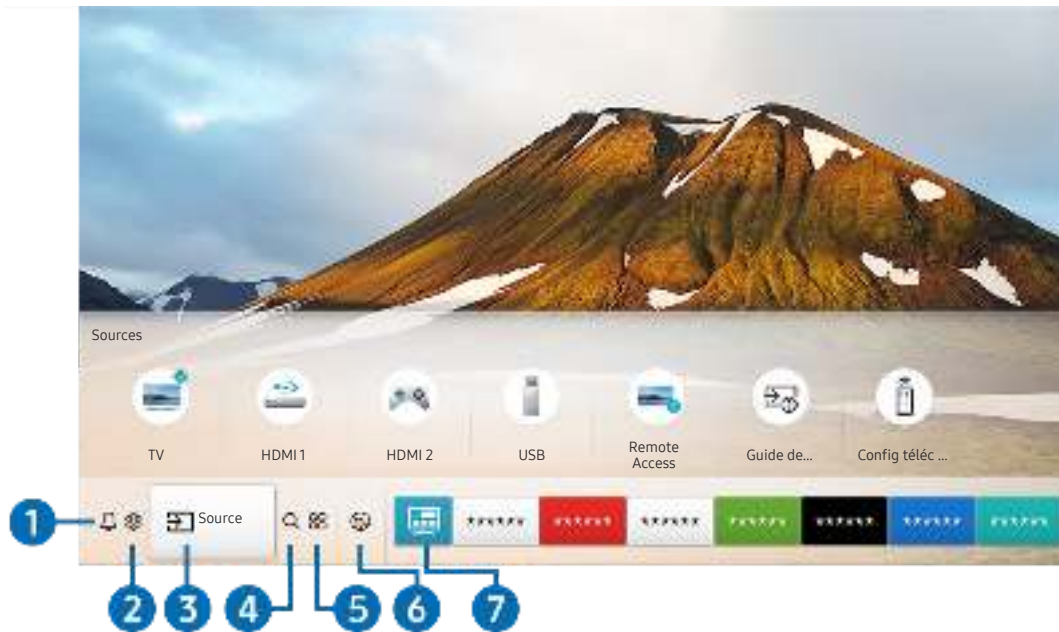 Sources
TV
HDMI 1
HDMI 2
USB
Remote
Access
Guide de...
Config téléc ...
1
Source
******
******
******
******
******
******
******
2
3
4
5
6
7